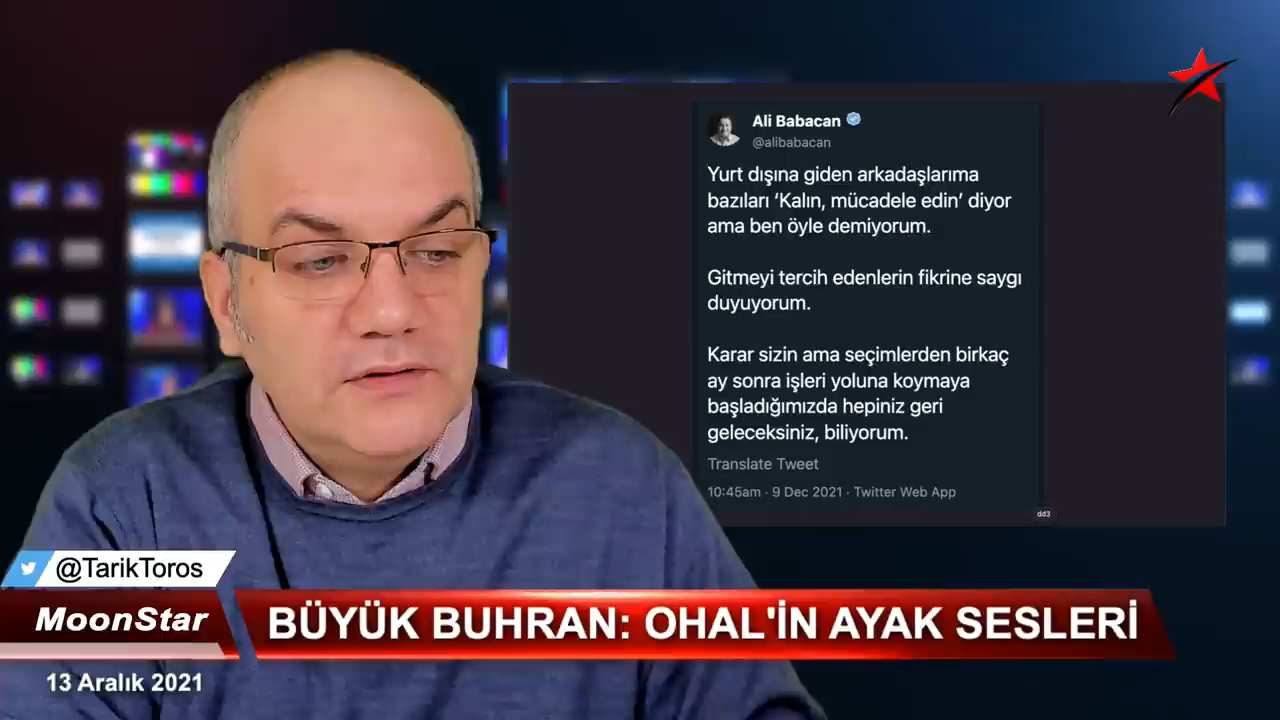 Ali Babacan
@alibabacan
Yurt dışına giden arkadaşlarıma
bazıları ‘Kalın, mücadele edin’ diyor
ama ben öyle demiyorum.
Gitmeyi tercih edenlerin fikrine saygı
duyuyorum.
Karar sizin ama seçimlerden birkaç
ay sonra işleri yoluna koymaya
başladığımızda hepiniz geri
geleceksiniz, biliyorum.
Translate Tweet
10:45am · 9 Dec 2021 · Twitter Web App
dd3
@TarikToros
MoonStar
BÜYÜK BUHRAN: OHAL'İN AYAK SESLERİ
13 Aralık 2021